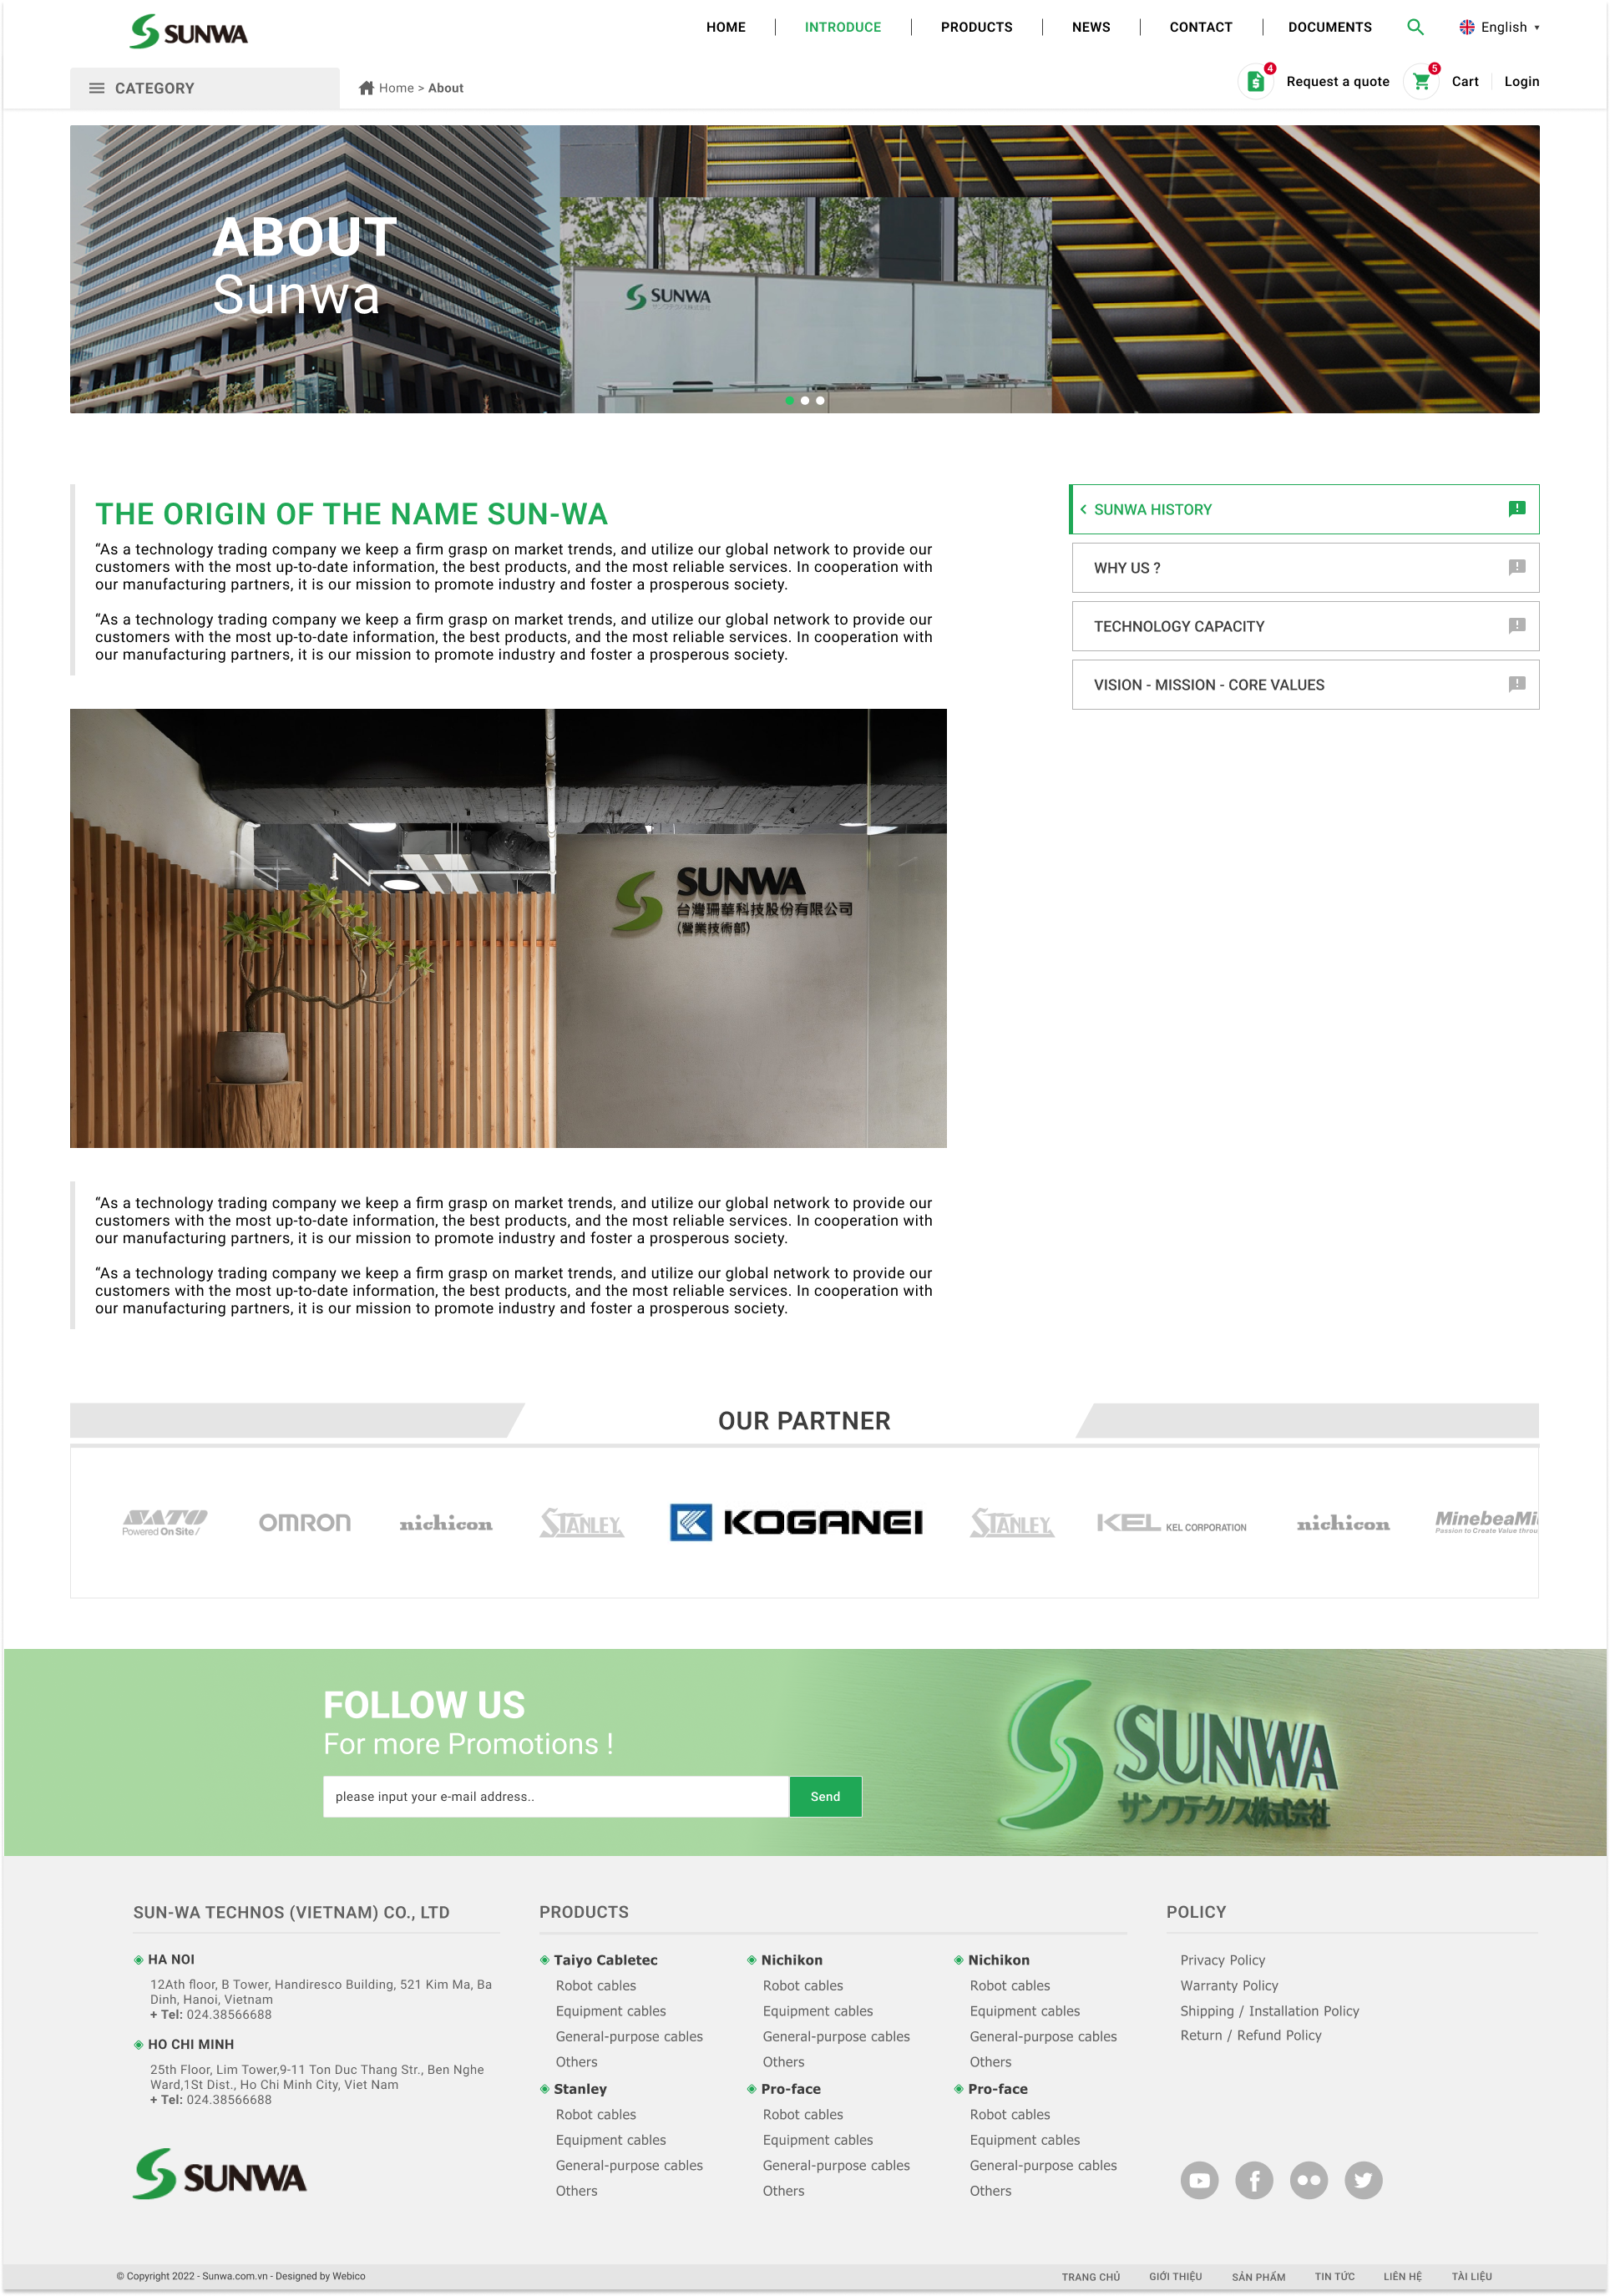 SUNWA
HOME
INTRODUCE
PRODUCTS
NEWS
CONTACT
DOCUMENTS
English
CATEGORY
Home > About
4
Request a quote
5
Cart
Login
ABOUT
Sunwa
SUNWA
THE ORIGIN OF THE NAME SUN-WA
“As a technology trading company we keep a firm grasp on market trends, and utilize our global network to provide our
customers with the most up-to-date information, the best products, and the most reliable services. In cooperation with
our manufacturing partners, it is our mission to promote industry and foster a prosperous society.
“As a technology trading company we keep a firm grasp on market trends, and utilize our global network to provide our
customers with the most up-to-date information, the best products, and the most reliable services. In cooperation with
our manufacturing partners, it is our mission to promote industry and foster a prosperous society.
SUNWA HISTORY
WHY US ?
TECHNOLOGY CAPACITY
VISION - MISSION - CORE VALUES
SUNWA
台灣珊華科技股份有限公司
(營業技術部)
“As a technology trading company we keep a firm grasp on market trends, and utilize our global network to provide our
customers with the most up-to-date information, the best products, and the most reliable services. In cooperation with
our manufacturing partners, it is our mission to promote industry and foster a prosperous society.
“As a technology trading company we keep a firm grasp on market trends, and utilize our global network to provide our
customers with the most up-to-date information, the best products, and the most reliable services. In cooperation with
our manufacturing partners, it is our mission to promote industry and foster a prosperous society.
OUR PARTNER
SATO
Powered On Site/
OMRON
nichicon
STANLEY
KOGANEI
STANLEY
KEL KEL CORPORATION
nichicon
MinebeaMi
Passion to Create Value throu
FOLLOW US
For more Promotions !
please input your e-mail address..
Send
SUNWA
サンワテクノス株式会社
SUN-WA TECHNOS (VIETNAM) CO., LTD
HA NOI
12Ath floor, B Tower, Handiresco Building, 521 Kim Ma, Ba
Dinh, Hanoi, Vietnam
+ Tel: 024.38566688
HO CHI MINH
25th Floor, Lim Tower,9-11 Ton Duc Thang Str., Ben Nghe
Ward,1St Dist., Ho Chi Minh City, Viet Nam
+ Tel: 024.38566688
SUNWA
PRODUCTS
Taiyo Cabletec
Robot cables
Equipment cables
General-purpose cables
Others
Stanley
Robot cables
Equipment cables
General-purpose cables
Others
Nichikon
Robot cables
Equipment cables
General-purpose cables
Others
Pro-face
Robot cables
Equipment cables
General-purpose cables
Others
Nichikon
Robot cables
Equipment cables
General-purpose cables
Others
Pro-face
Robot cables
Equipment cables
General-purpose cables
Others
POLICY
Privacy Policy
Warranty Policy
Shipping / Installation Policy
Return / Refund Policy
© Copyright 2022 - Sunwa.com.vn - Designed by Webico
TRANG CHỦ
GIỚI THIỆU
SẢN PHẨM
TIN TỨC
LIÊN HỆ
TÀI LIỆU